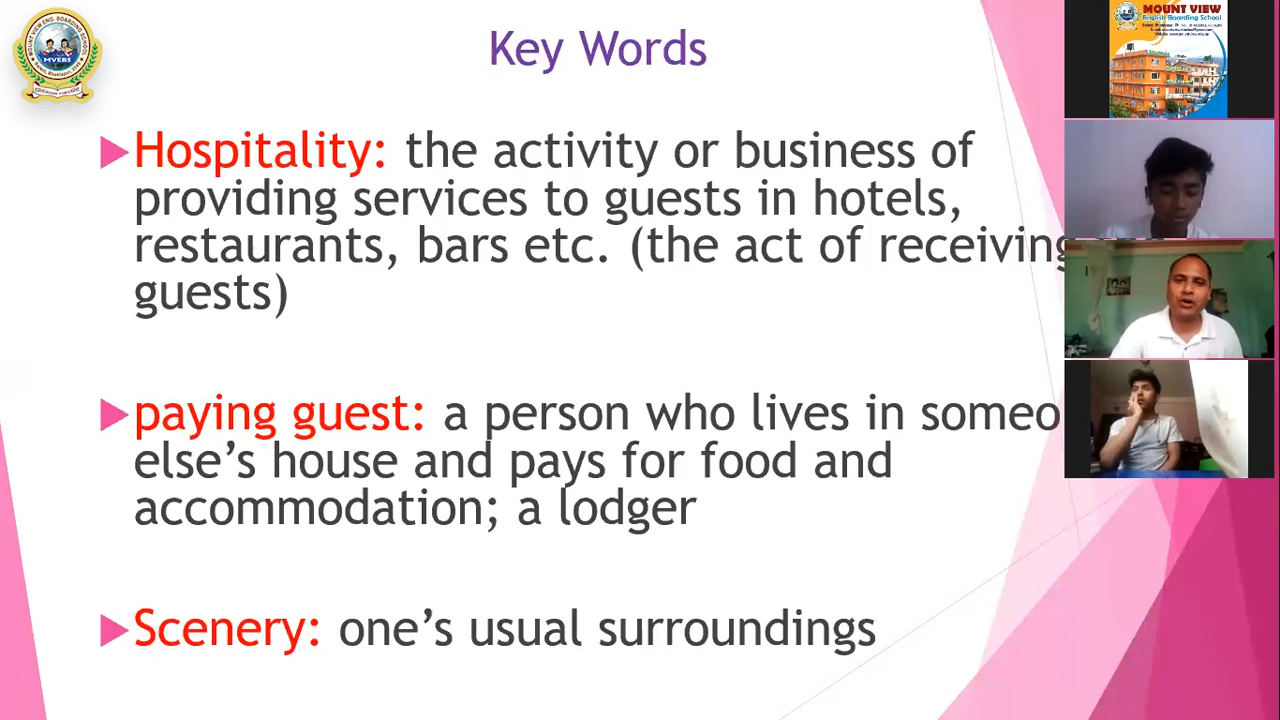 Key Words
Hospitality: the activity or business of
providing services to guests in hotels,
restaurants, bars etc. (the act of receiving
guests)
paying guest: a person who lives in someo
else’s house and pays for food and
accommodation; a lodger
Scenery: one’s usual surroundings
MOUNT VIEW
English Boarding School
MVEBS